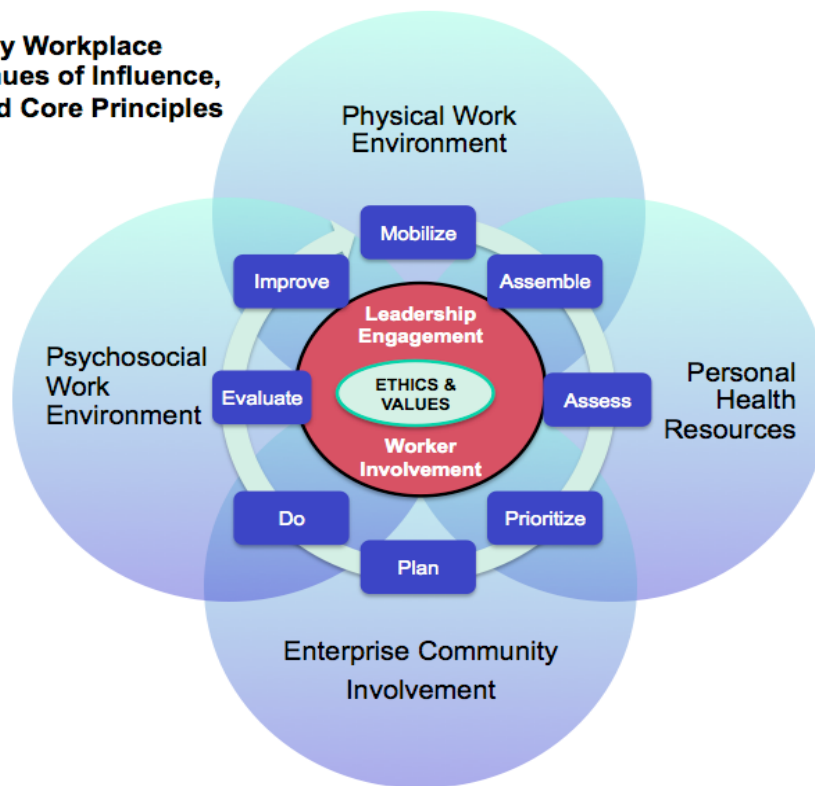 y Workplace
nues of Influence,
d Core Principles
Physical Work
Environment
Mobilize
Improve
Assemble
Leadership
Engagement
Psychosocial
Work
Environment
Evaluate
ETHICS &
VALUES
Assess
Personal
Health
Resources
Worker
Involvement
Do
Prioritize
Plan
Enterprise Community
Involvement